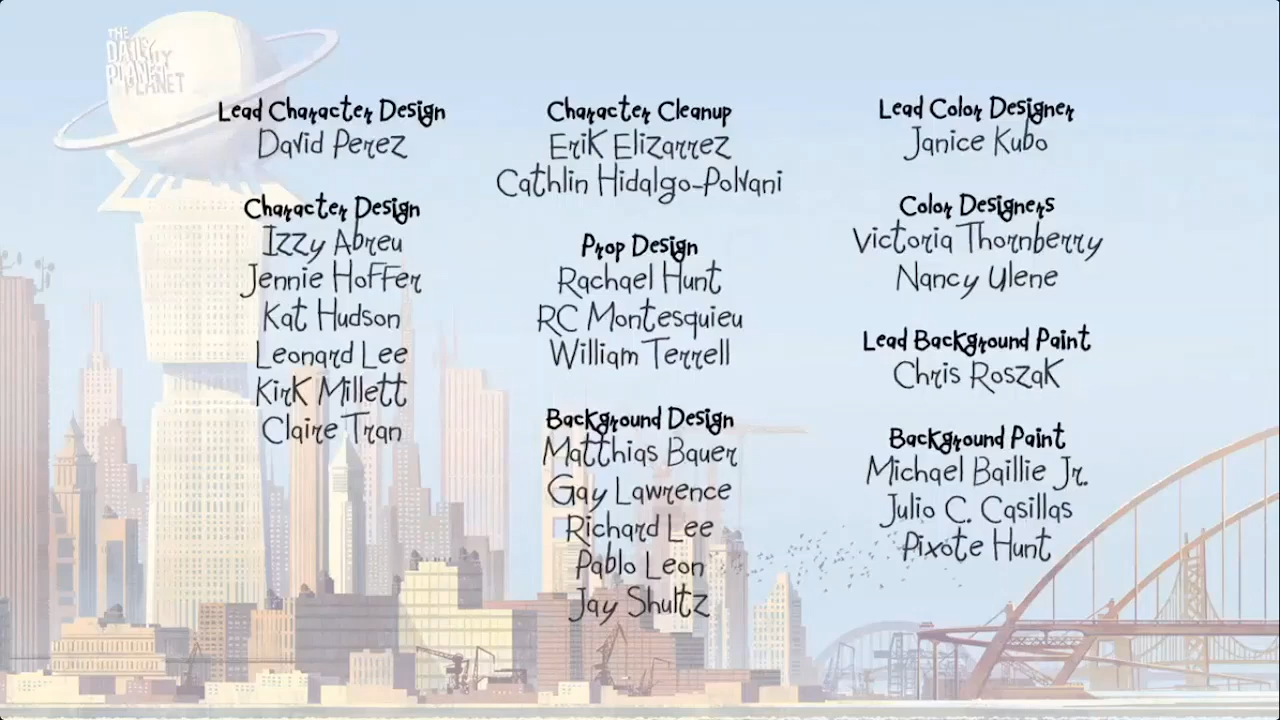 THE
DAILY
PLANET
Lead Character Design
David Perez
Character Design
Izzy Abreu
Jennie Hoffer
Kat Hudson
Leonard Lee
Kirk Millett
Claire Tran
Character Cleanup
Erik Elizarrez
Cathlin Hidalgo-Polvani
Prop Design
Rachael Hunt
RC Montesquieu
William Terrell
Background Design
Matthias Bauer
Gay Lawrence
Richard Lee
Pablo Leon
Jay Shultz
Lead Color Designer
Janice Kubo
Color Designers
Victoria Thornberry
Nancy Ulene
Lead Background Paint
Chris Roszak
Background Paint
Michael Baillie Jr.
Julio C. Casillas
Pixote Hunt